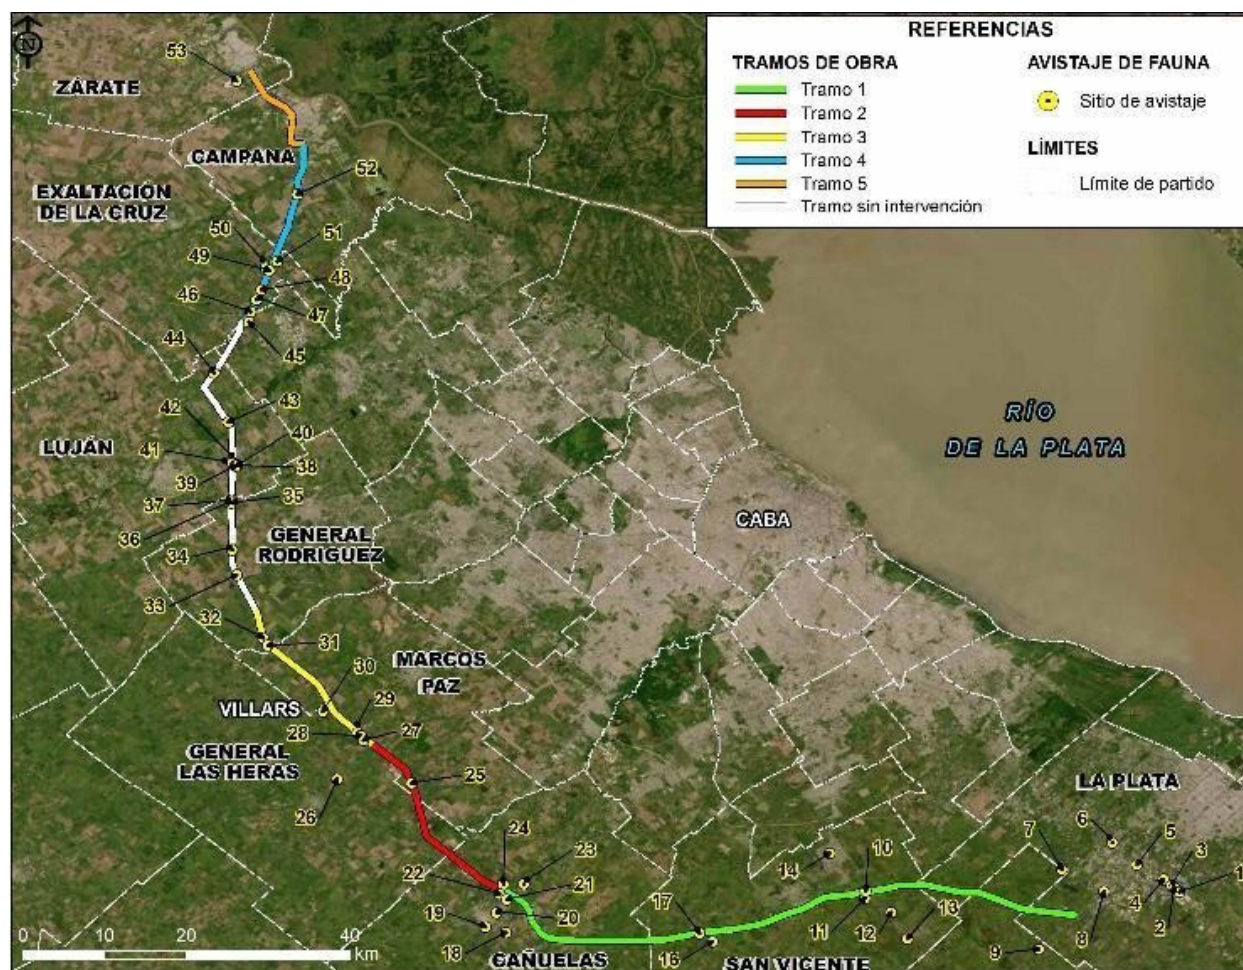 REFERENCIAS
TRAMOS DE OBRA
Tramo 1
Tramo 2
Tramo 3
Tramo 4
Tramo 5
Tramo sin intervención
AVISTAJE DE FAUNA
Sitio de avistaje
LÍMITES
Límite de partido
N
53
ZÁRATE
CAMPANA
52
EXALTACIÓN
DE LA CRUZ
50
51
49
48
46
47
44
45
42
43
LUJÁN
41
40
39
38
37
35
36
GENERAL
RODRIGUEZ
34
33
32
31
RÍO
DE LA PLATA
CABA
MARCOS
PAZ
30
VILLARS
29
28
27
GENERAL
LAS HERAS
25
26
LA PLATA
24
23
22
21
20
19
18
17
16
14
10
11
12
13
9
7
6
5
3
1
4
2
8
0 10 20 40
km
CAÑUELAS
SAN VICENTE